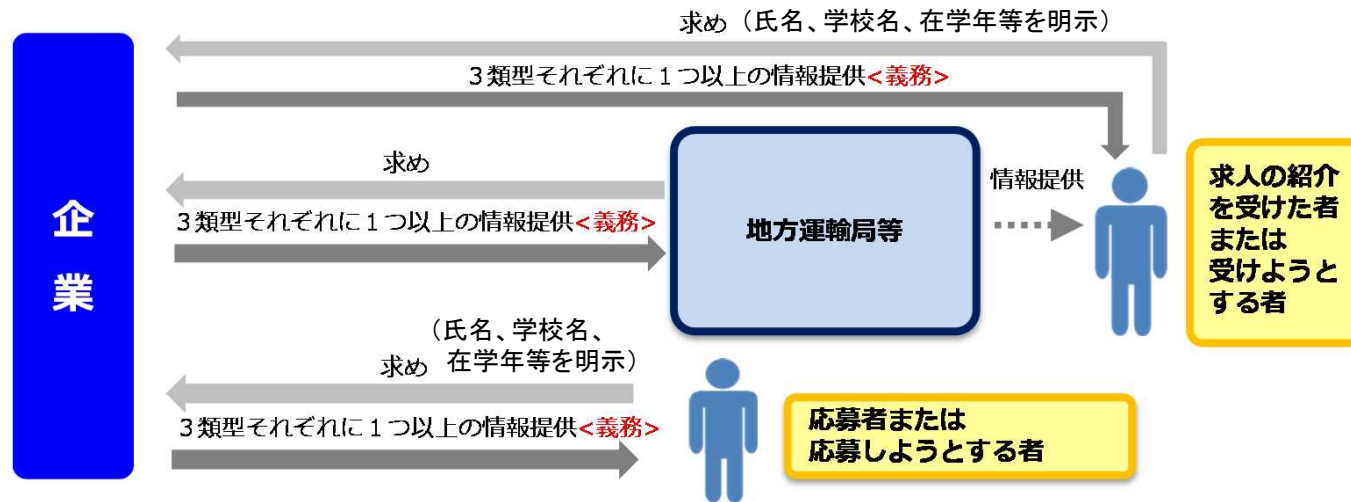 求め（氏名、学校名、在学年等を明示）
３類型それぞれに１つ以上の情報提供<義務>
企業
求め
３類型それぞれに１つ以上の情報提供<義務>
地方運輸局等
情報提供
求人の紹介
を受けた者
または
受けようと
する者
（氏名、学校名、
求め 在学年等を明示）
３類型それぞれに１つ以上の情報提供<義務>
応募者または
応募しようとする者